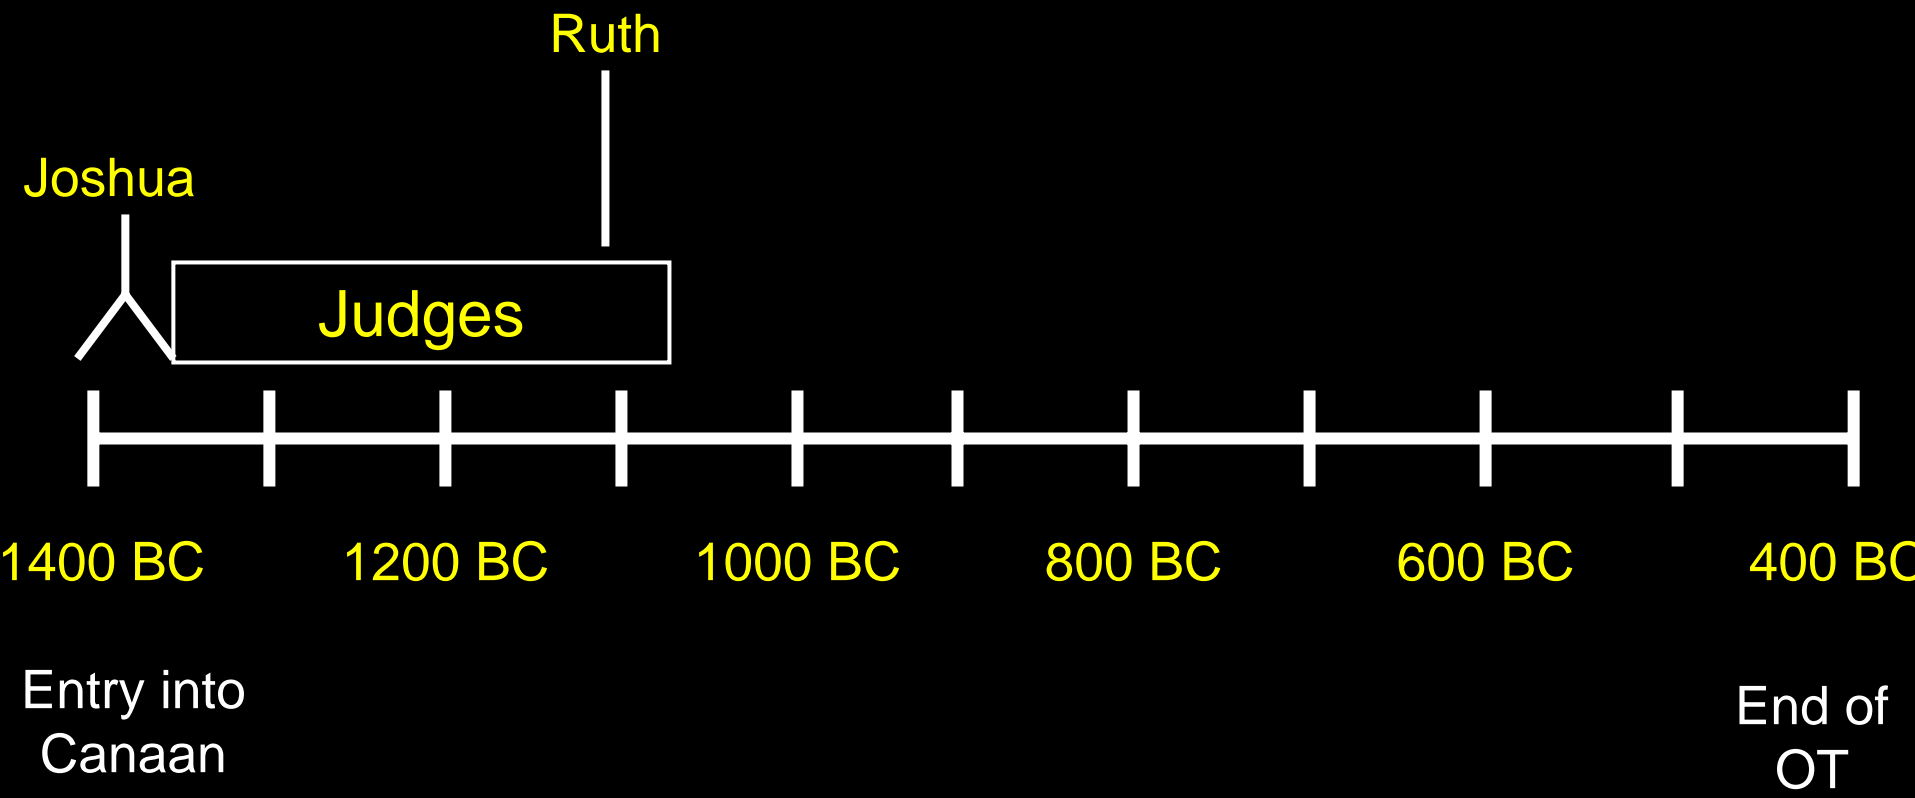 Ruth
Joshua
Judges
1400 BC 1200 BC 1000 BC 800 BC 600 BC 400 BC
Entry into
Canaan
End of
OT